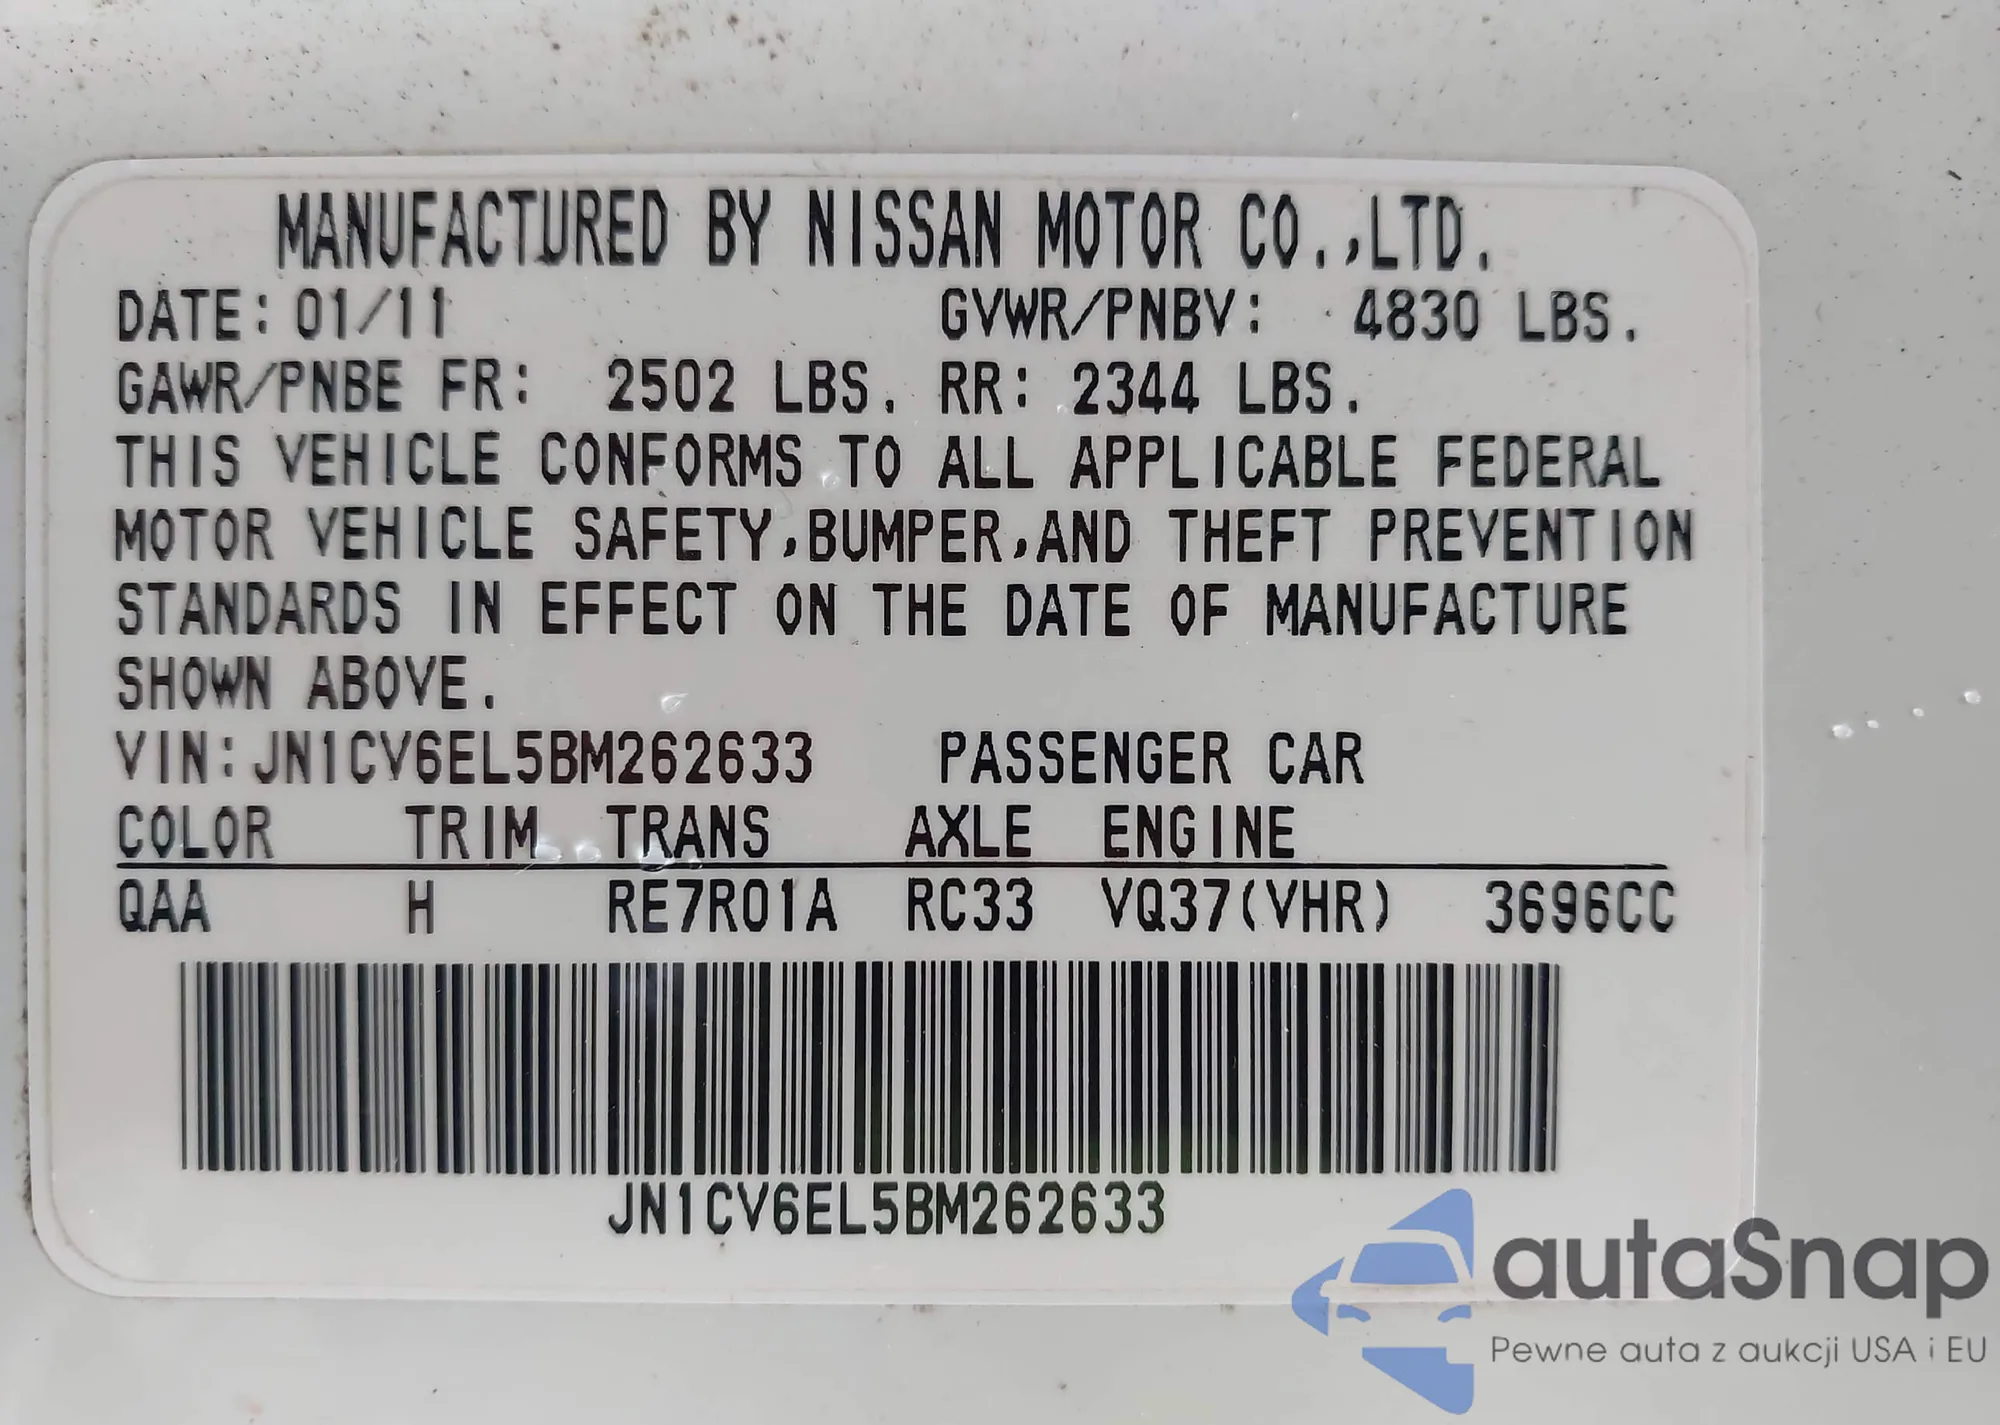 MANUFACTURED BY NISSAN MOTOR CO.,LTD.
DATE: 01/11 GVWR/PNBV: 4830 LBS.
GAWR/PNBE FR: 2502 LBS. RR: 2344 LBS.
THIS VEHICLE CONFORMS TO ALL APPLICABLE FEDERAL
MOTOR VEHICLE SAFETY,BUMPER,AND THEFT PREVENTION
STANDARDS IN EFFECT ON THE DATE OF MANUFACTURE
SHOWN ABOVE.
VIN:JN1CV6EL5BM262633 PASSENGER CAR
COLOR TRIM TRANS AXLE ENGINE
QAA H RE7R01A RC33 VQ37(VHR) 3696CC
JN1CV6EL5BM262633
autaSnap
Pewne auta z aukcji USA i EU